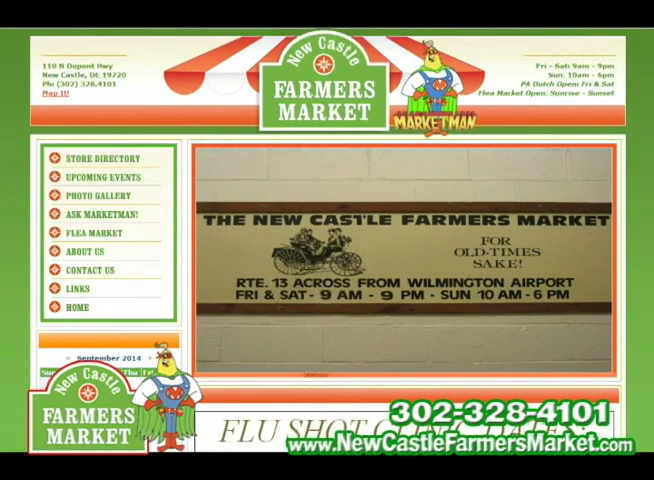 110 N Dupont Hwy
New Castle, DE 19720
Ph (302) 328.4101
Map It!
New Castle
FARMERS
MARKET
MARKETMAN
Fri - Sat: 9am - 9pm
Sun: 10am - 6pm
PA Dutch Open: Fri & Sat
Flea Market Open: Sunrise - Sunset
STORE DIRECTORY
UPCOMING EVENTS
PHOTO GALLERY
ASK MARKETMAN!
FLEA MARKET
ABOUT US
CONTACT US
LINKS
HOME
THE NEW CASTLE FARMERS MARKET
FOR
OLD-TIMES
SAKE!
RTE. 13 ACROSS FROM WILMINGTON AIRPORT
FRI & SAT - 9 AM - 9 PM - SUN 10 AM - 6 PM
« September 2014 »
Thu
New Castle
FARMERS
MARKET
FLU SHOT
302-328-4101
www.NewCastleFarmersMarket.com